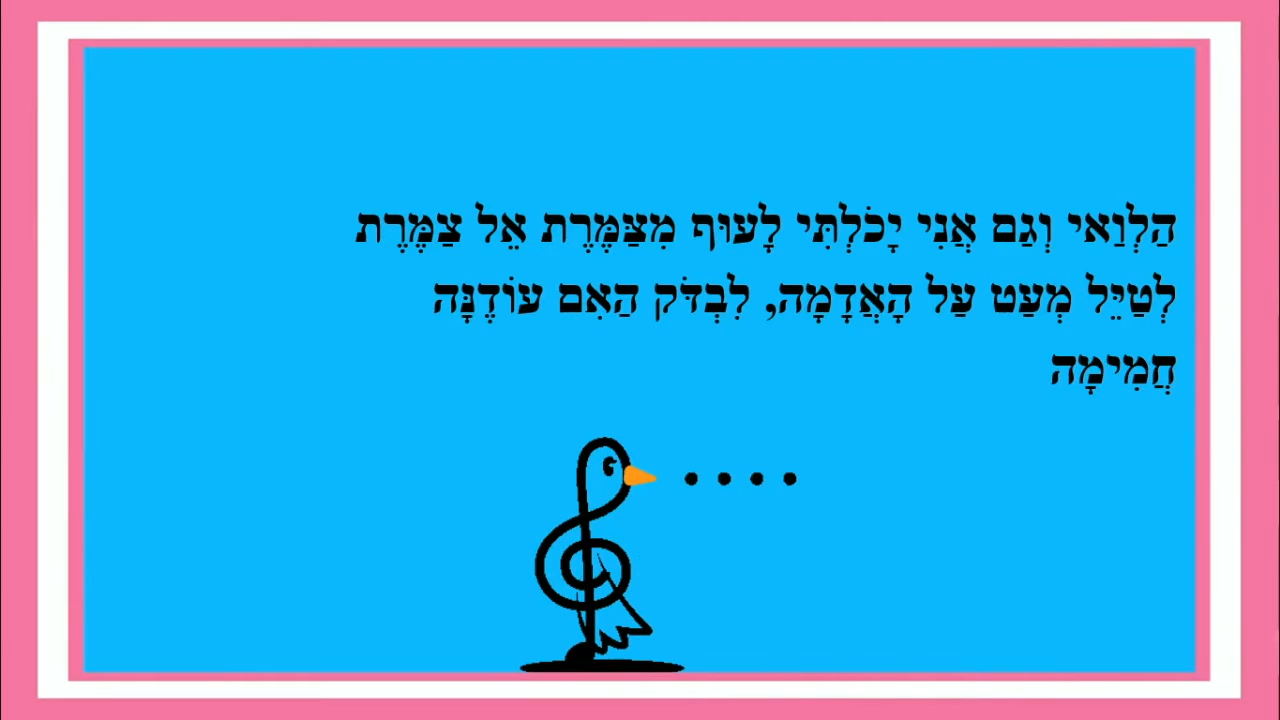 הַלְוַאי וְגַם אֲנִי יָכֹלְתִּי לָעוּף מִצַּמֶּרֶת אֵל צַמֶּרֶת
לְטַיֵּל מְעַט עַל הָאֲדָמָה, לִבְדֹּק הַאִם עוֹדֶנָּה
חֲמִימָה